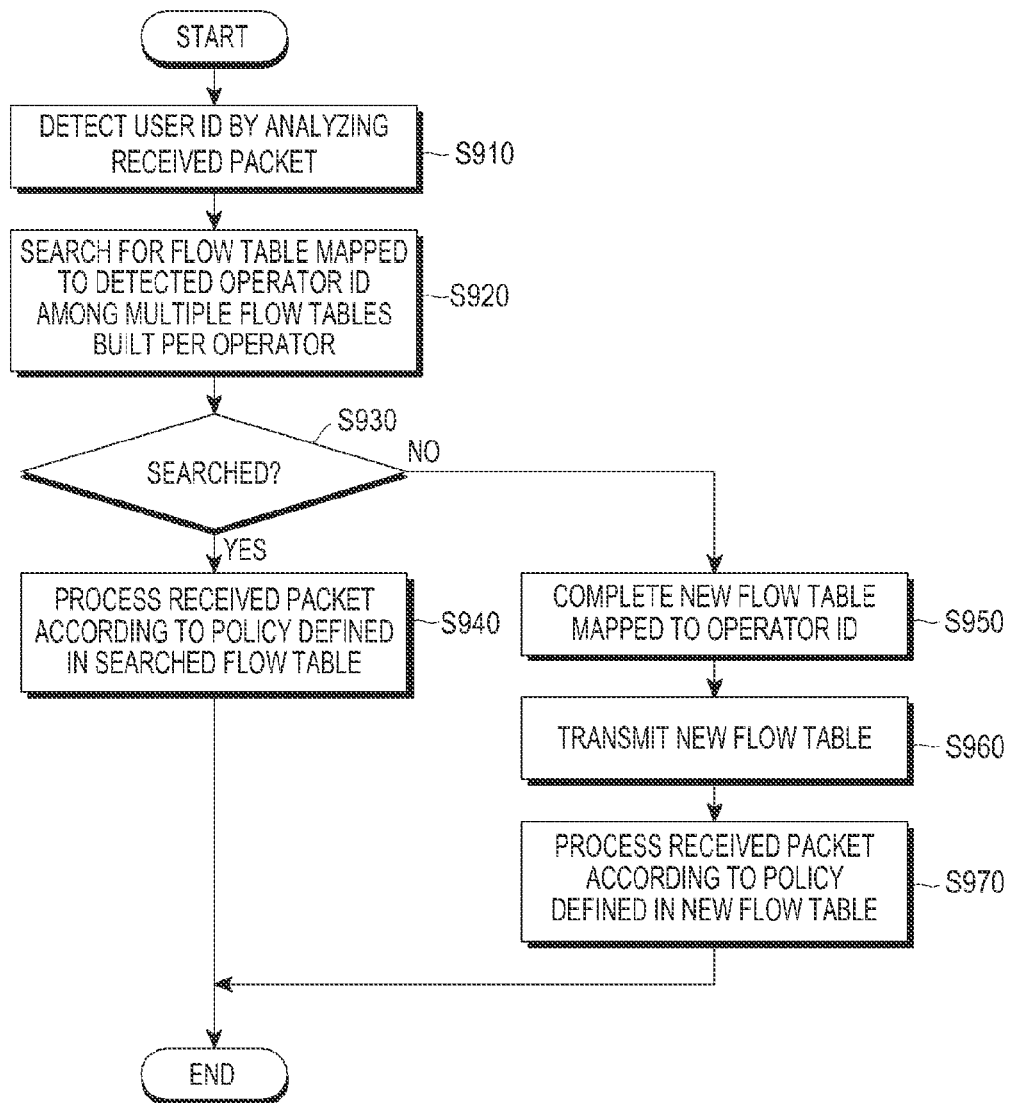 START
DETECT USER ID BY ANALYZING
RECEIVED PACKET
S910
SEARCH FOR FLOW TABLE MAPPED
TO DETECTED OPERATOR ID
AMONG MULTIPLE FLOW TABLES
BUILT PER OPERATOR
S920
S930
SEARCHED?
NO
YES
PROCESS RECEIVED PACKET
ACCORDING TO POLICY DEFINED
IN SEARCHED FLOW TABLE
S940
COMPLETE NEW FLOW TABLE
MAPPED TO OPERATOR ID
S950
TRANSMIT NEW FLOW TABLE
S960
PROCESS RECEIVED PACKET
ACCORDING TO POLICY
DEFINED IN NEW FLOW TABLE
S970
END